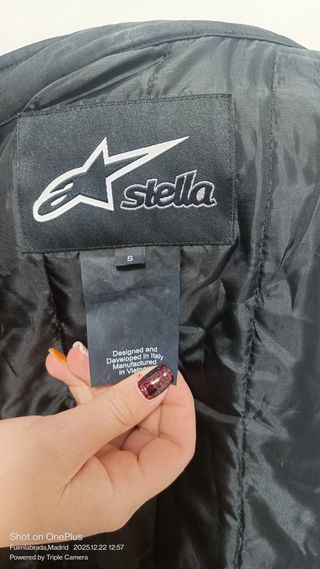 stella
S
Designed and
Developed in Italy
Manufactured
in Vietnam
Shot on OnePlus
Fuenlabrada,Madrid 2025.12.22 12:57
Powered by Triple Camera